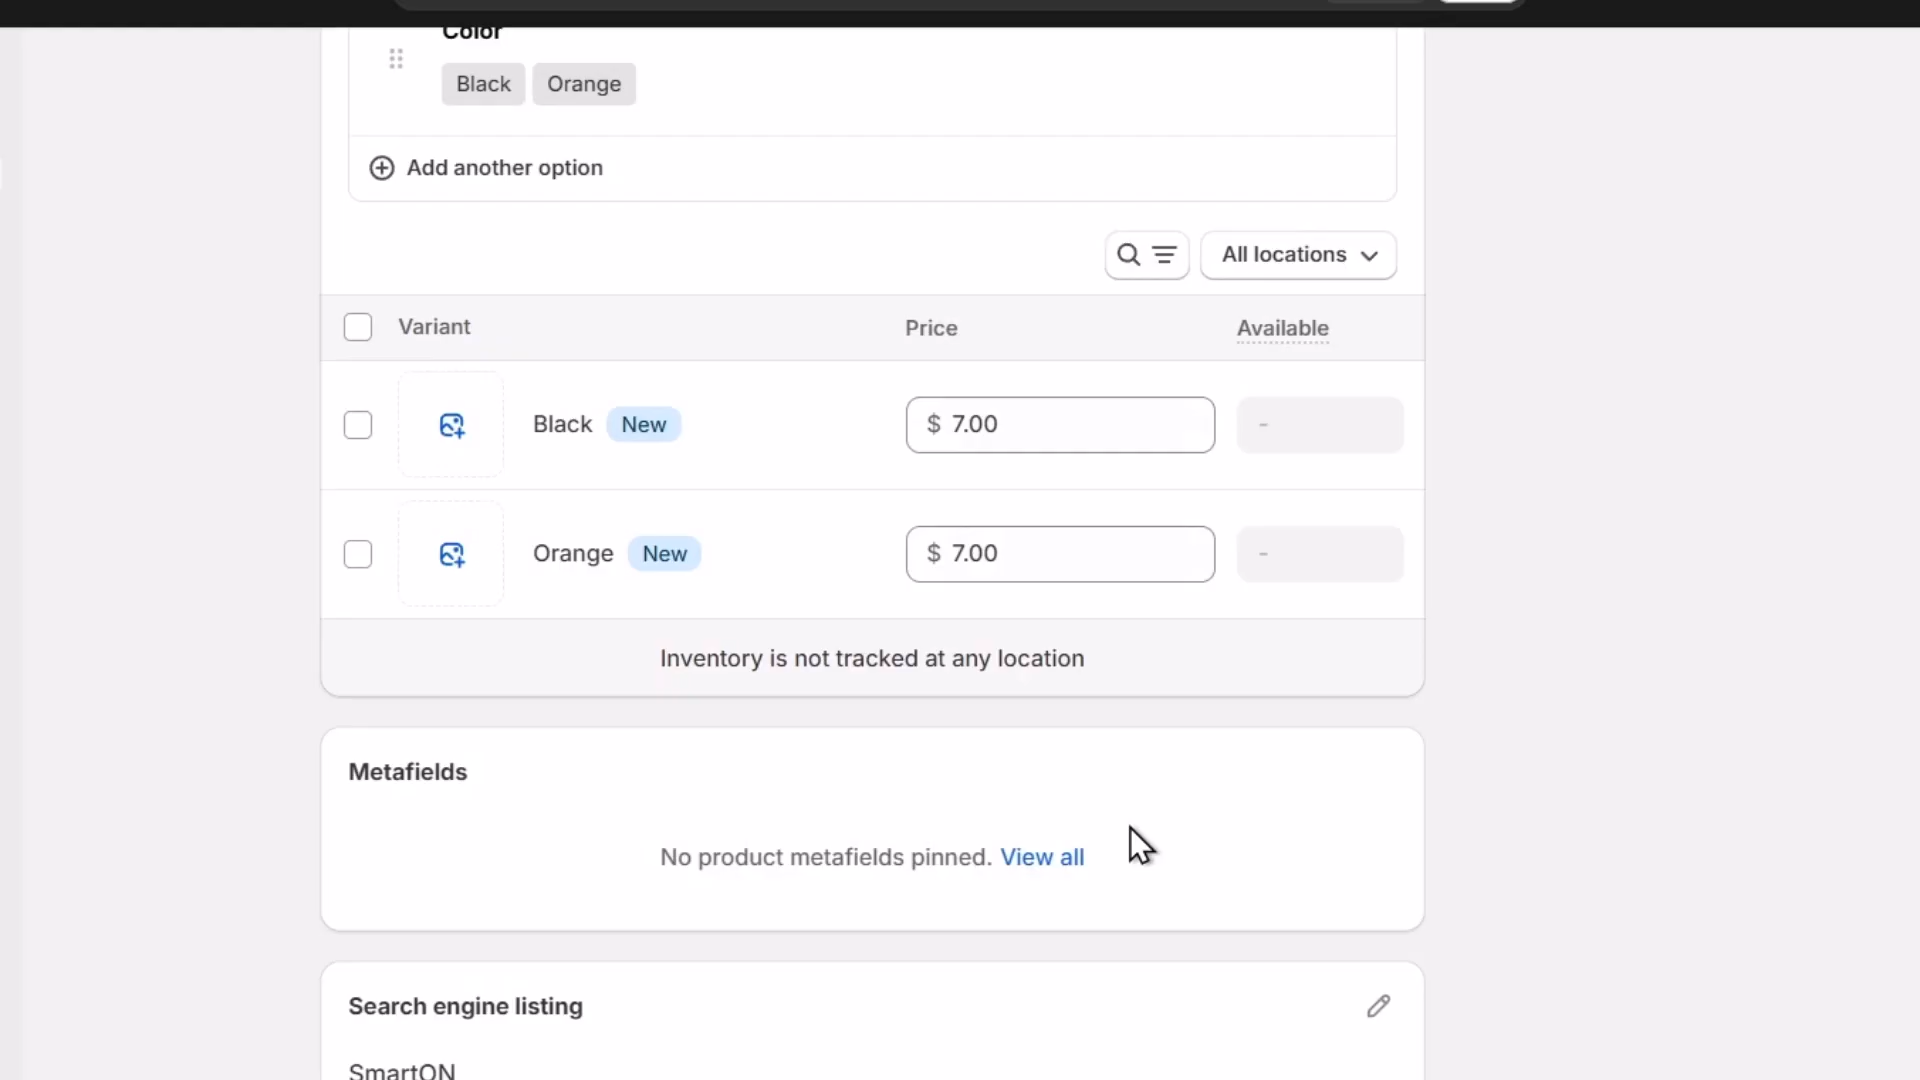 Color
Black Orange
Add another option
All locations
Variant Price Available
Black New $ 7.00 -
Orange New $ 7.00 -
Inventory is not tracked at any location
Metafields
No product metafields pinned. View all
Search engine listing
SmartON